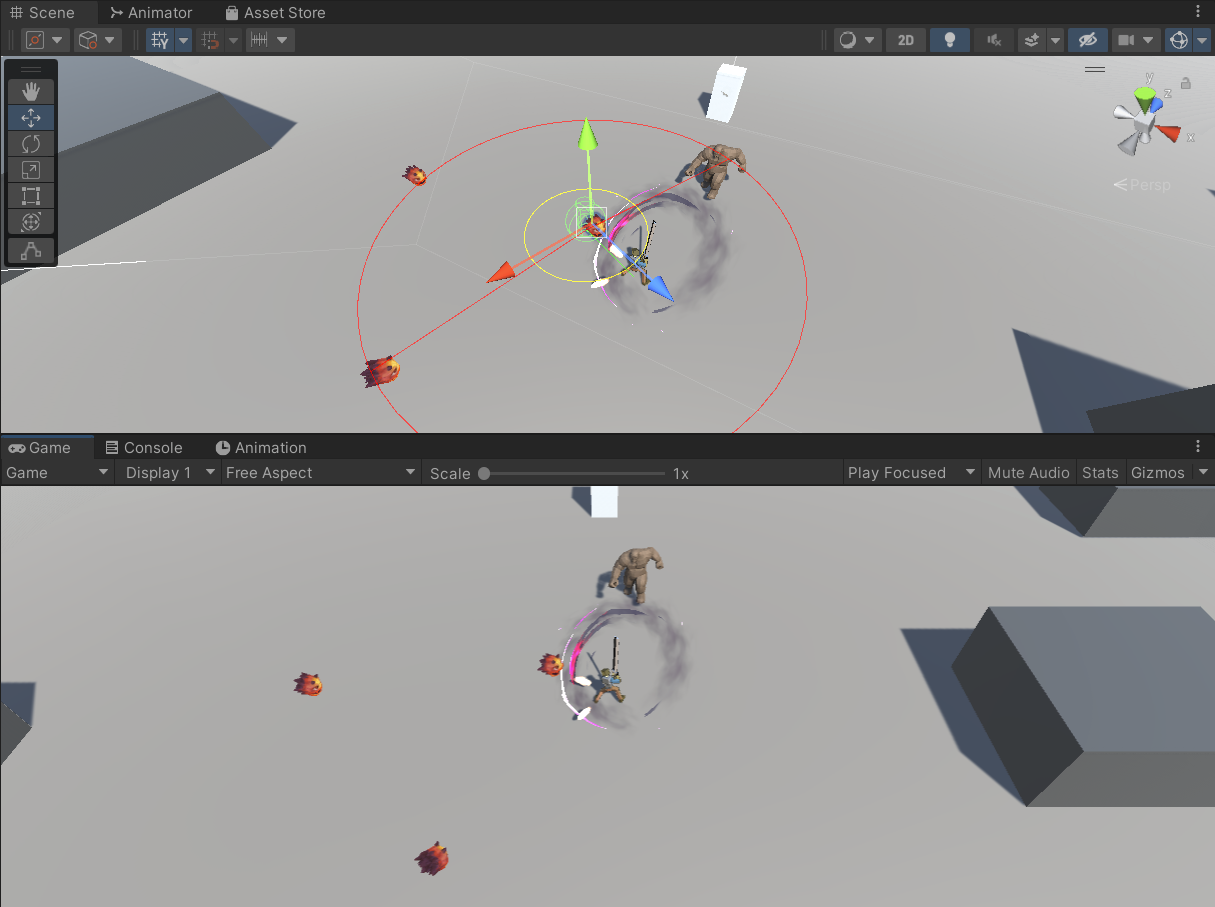 Scene Animator Asset Store
2D
y
z
x
Persp
Game Console Animation
Game Display 1 Free Aspect Scale 1x Play Focused Mute Audio Stats Gizmos